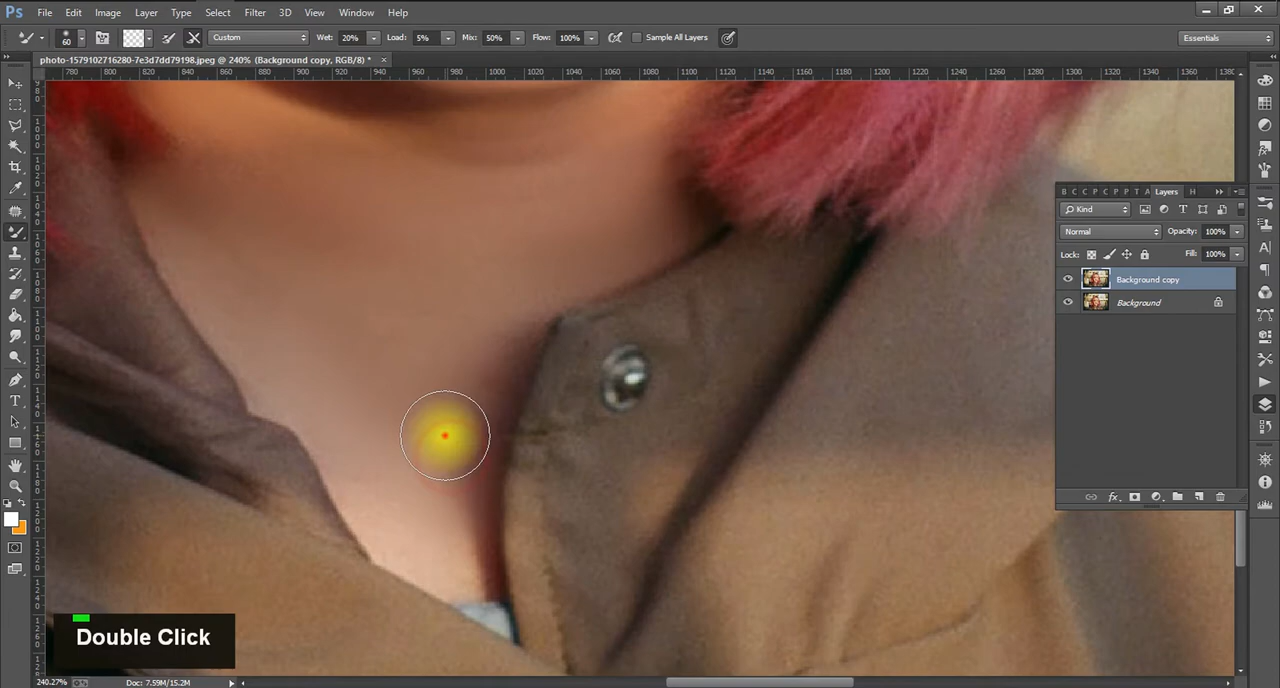 Ps File Edit Image Layer Type Select Filter 3D View Window Help
60 Custom Wet: 20% Load: 5% Mix: 50% Flow: 100% Sample All Layers Essentials
photo-1579102716280-7e3d7dd79198.jpeg @ 240% (Background copy, RGB/8) * ×
780 800 820 840 860 880 900 920 940 960 980 1000 1020 1040 1060 1080 1100 1120 1140 1160 1180 1200 1220 1240 1260 1280 1300 1320 1340 1360 1380
B C C P C P P T A Layers H
Kind
Normal Opacity: 100%
Lock: Fill: 100%
Background copy
Background
Double Click
240.27% Doc: 7.59M/15.2M